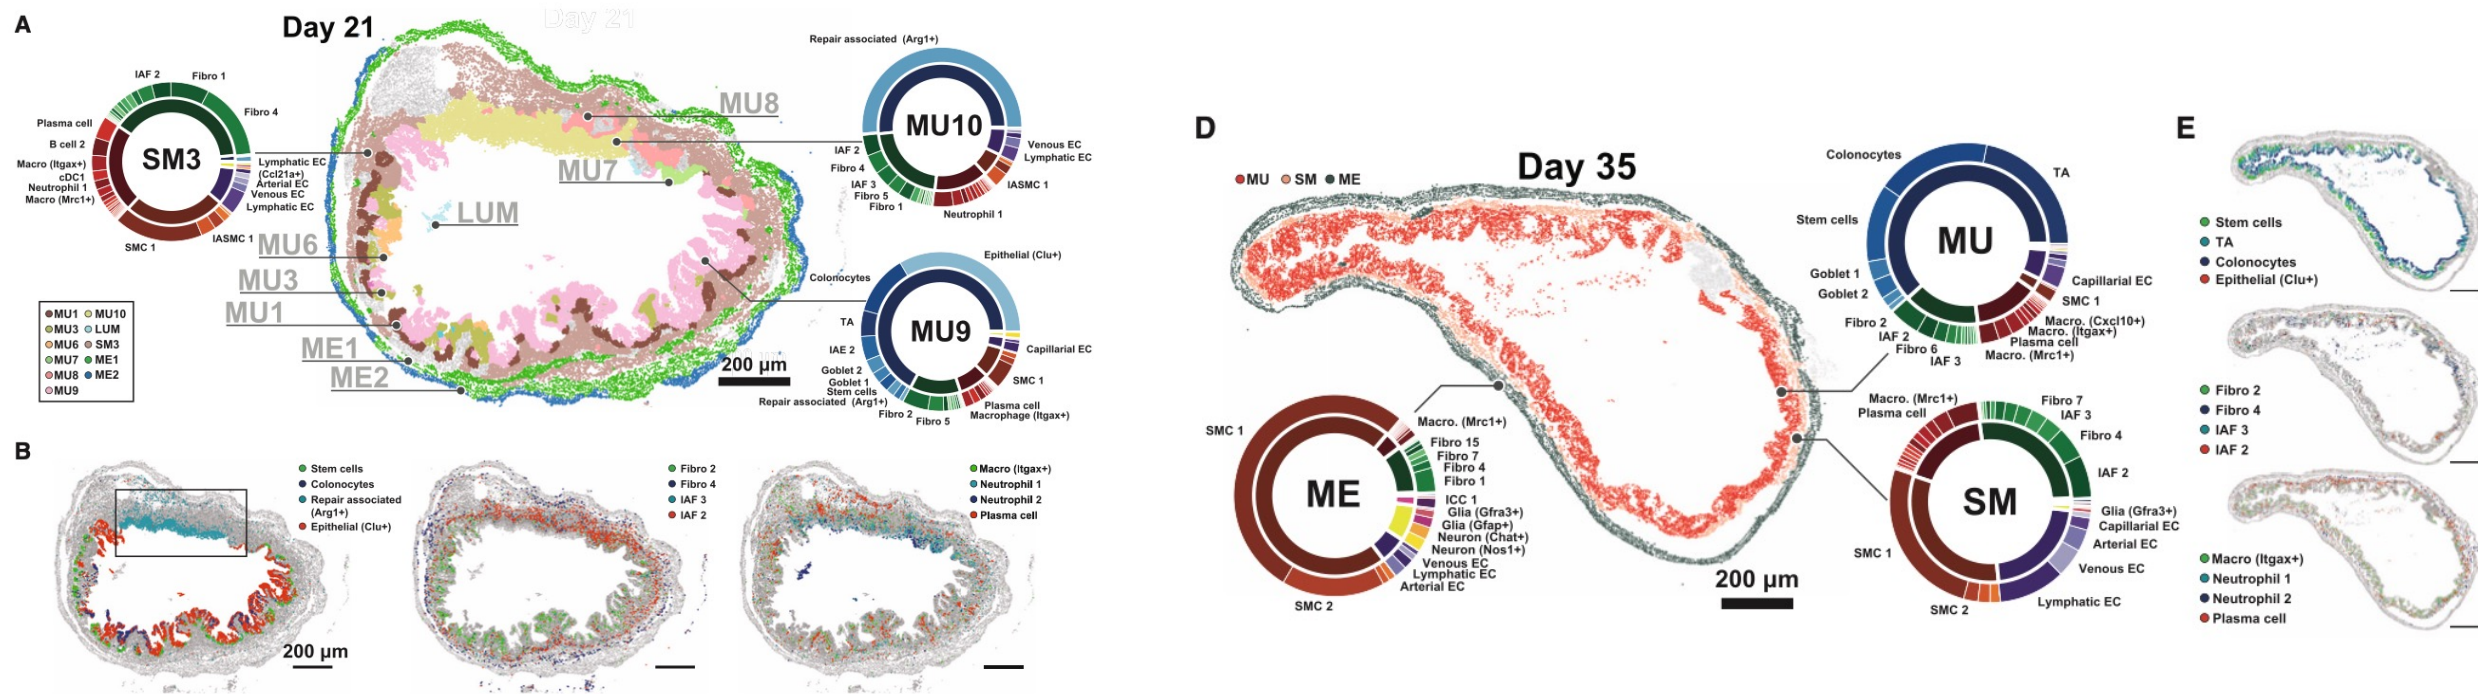 A
Day 21
Day 21
IAF 2
Fibro 1
Fibro 4
Plasma cell
B cell 2
Macro (Itgax+)
cDC1
Neutrophil 1
Macro (Mrc1+)
SMC 1
IASMC 1
Lymphatic EC
(Ccl21a+)
Arterial EC
Venous EC
Lymphatic EC
SM3
MU8
MU7
LUM
MU6
MU3
MU1
ME1
ME2
MU1
MU3
MU6
MU7
MU8
MU9
MU10
LUM
SM3
ME1
ME2
200 µm
Repair associated (Arg1+)
MU10
IAF 2
Fibro 4
IAF 3
Fibro 5
Fibro 1
Neutrophil 1
IASMC 1
Venous EC
Lymphatic EC
Epithelial (Clu+)
Colonocytes
MU9
TA
IAE 2
Goblet 2
Goblet 1
Stem cells
Repair associated (Arg1+)
Fibro 2
Fibro 5
Plasma cell
Macrophage (Itgax+)
SMC 1
Capillarial EC
B
Stem cells
Colonocytes
Repair associated
(Arg1+)
Epithelial (Clu+)
200 µm
Fibro 2
Fibro 4
IAF 3
IAF 2
Macro (Itgax+)
Neutrophil 1
Neutrophil 2
Plasma cell
D
Day 35
MU
SM
ME
Colonocytes
TA
Stem cells
MU
Goblet 1
Goblet 2
Fibro 2
IAF 2
Fibro 6
IAF 3
Capillarial EC
SMC 1
Macro. (Cxcl10+)
Macro. (Itgax+)
Plasma cell
Macro. (Mrc1+)
SMC 1
ME
SMC 2
Macro. (Mrc1+)
Fibro 15
Fibro 7
Fibro 4
Fibro 1
ICC 1
Glia (Gfra3+)
Glia (Gfap+)
Neuron (Chat+)
Neuron (Nos1+)
Venous EC
Lymphatic EC
Arterial EC
200 µm
Macro. (Mrc1+)
Plasma cell
Fibro 7
IAF 3
Fibro 4
IAF 2
SM
SMC 1
SMC 2
Glia (Gfra3+)
Capillarial EC
Arterial EC
Venous EC
Lymphatic EC
E
Stem cells
TA
Colonocytes
Epithelial (Clu+)
Fibro 2
Fibro 4
IAF 3
IAF 2
Macro (Itgax+)
Neutrophil 1
Neutrophil 2
Plasma cell